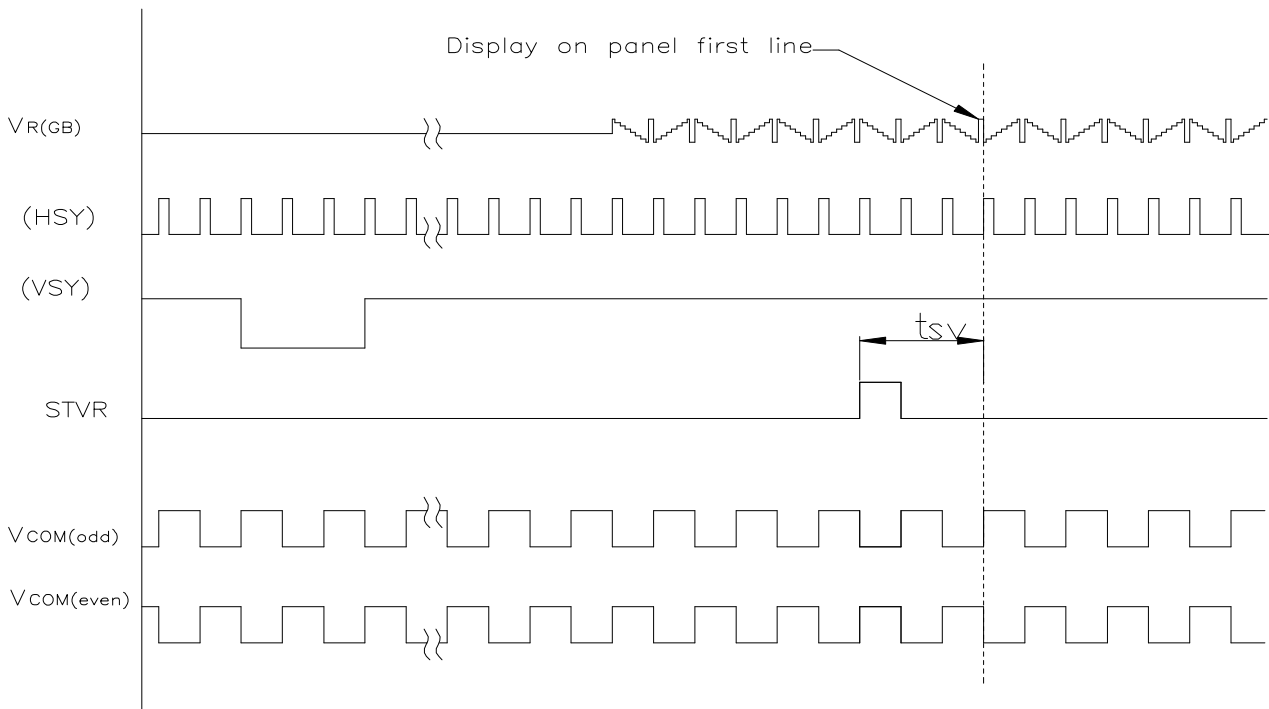 Display on panel first line
VR(GB)
(HSY)
(VSY)
tsv
STVR
VCOM(odd)
VCOM(even)